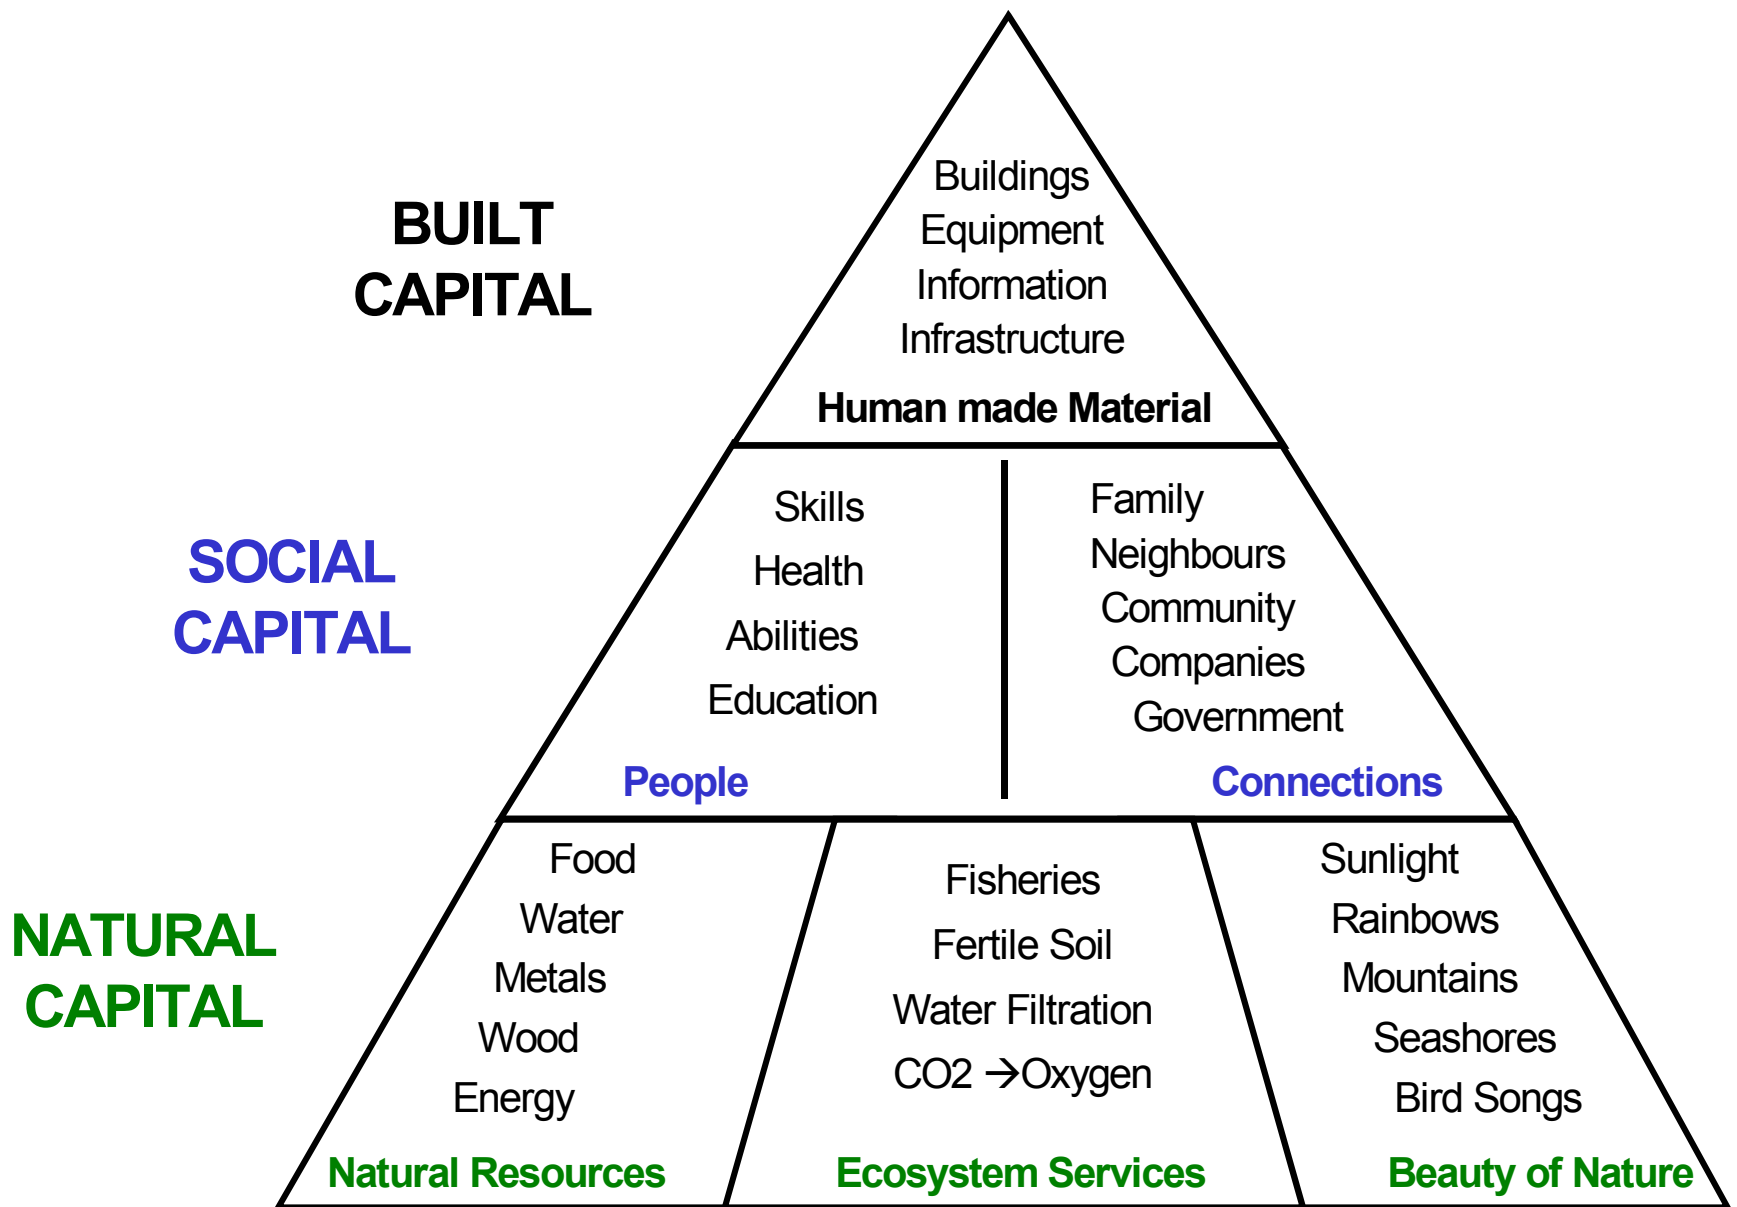 BUILT
CAPITAL
Buildings
Equipment
Information
Infrastructure
Human made Material
SOCIAL
CAPITAL
Skills
Health
Abilities
Education
People
Family
Neighbours
Community
Companies
Government
Connections
NATURAL
CAPITAL
Food
Water
Metals
Wood
Energy
Natural Resources
Fisheries
Fertile Soil
Water Filtration
CO2 →Oxygen
Ecosystem Services
Sunlight
Rainbows
Mountains
Seashores
Bird Songs
Beauty of Nature